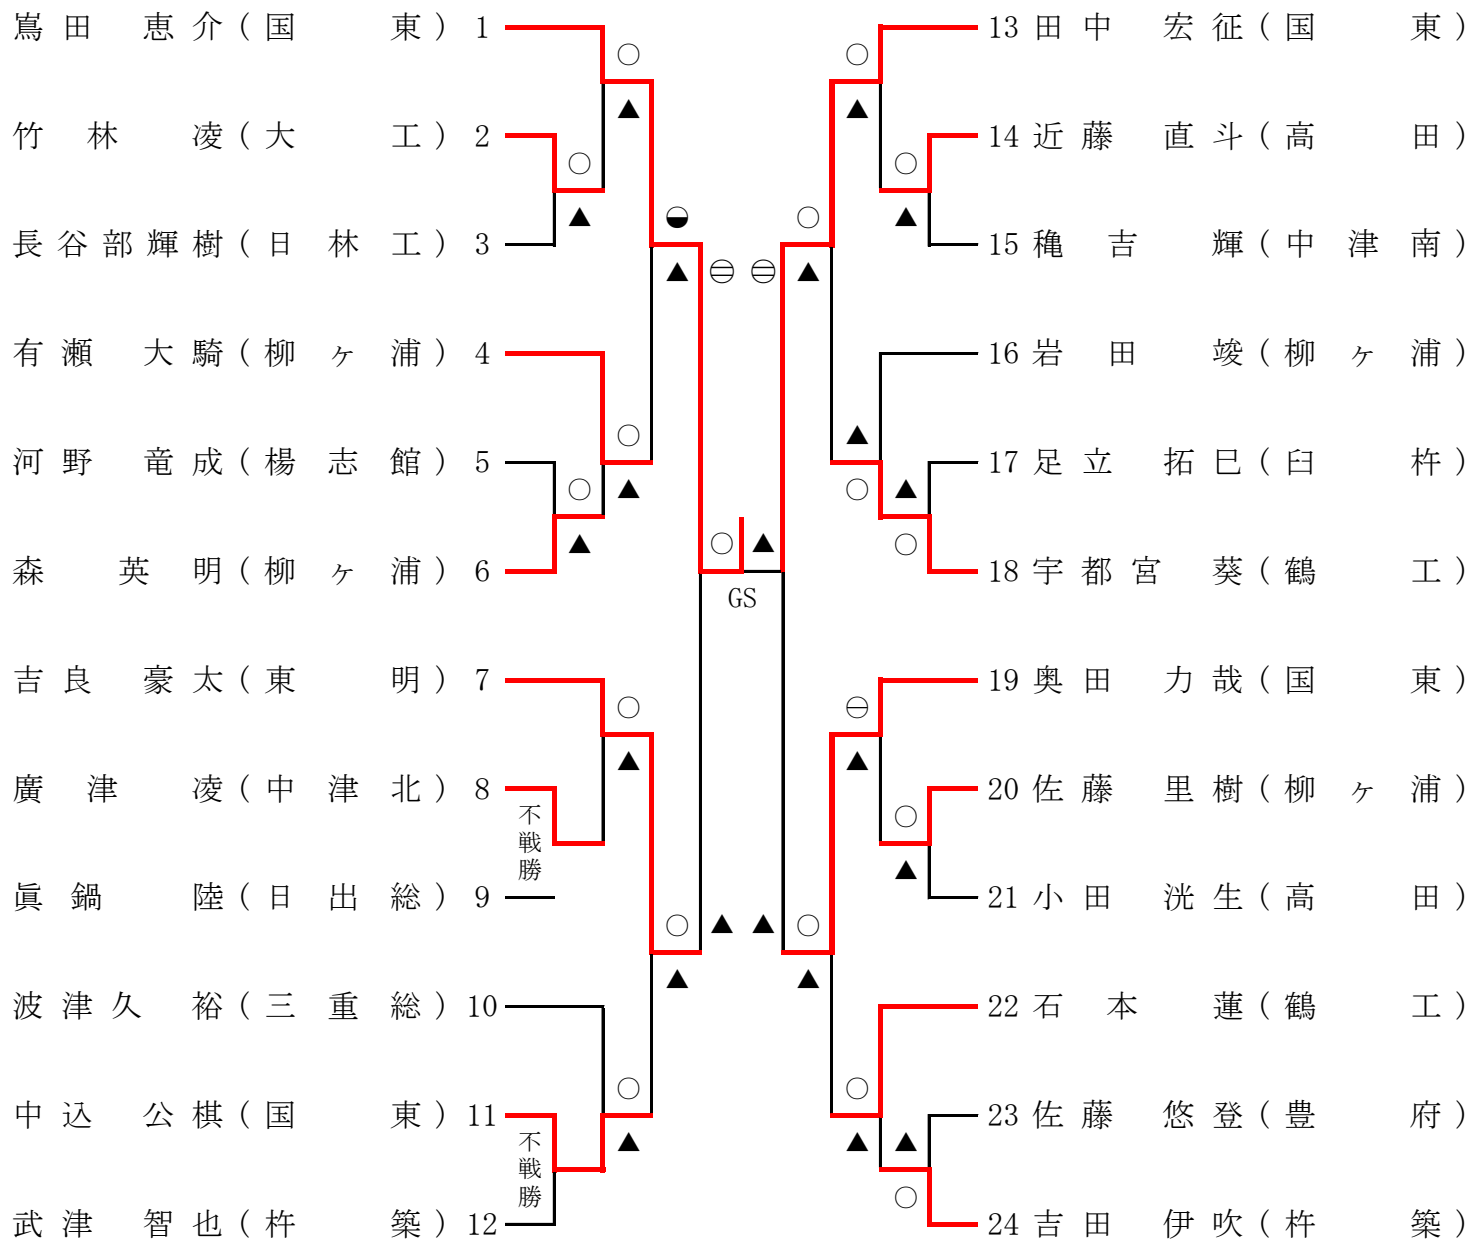 嶌田　恵介（国　東）1
竹林　凌（大　工）2
長谷部輝樹（日林工）3
有瀬　大騎（柳ヶ浦）4
河野　竜成（楊志館）5
森　英明（柳ヶ浦）6
吉良　豪太（東　明）7
廣津　凌（中津北）8
不戦勝
眞鍋　陸（日出総）9
波津久　裕（三重総）10
中込　公棋（国　東）11
不戦勝
武津　智也（杵　築）12
GS
13 田中　宏征（国　東）
14 近藤　直斗（高　田）
15 穐吉　輝（中津南）
16 岩田　竣（柳ヶ浦）
17 足立　拓巳（臼　杵）
18 宇都宮　葵（鶴　工）
19 奥田　力哉（国　東）
20 佐藤　里樹（柳ヶ浦）
21 小田　洸生（高　田）
22 石本　蓮（鶴　工）
23 佐藤　悠登（豊　府）
24 吉田　伊吹（杵　築）